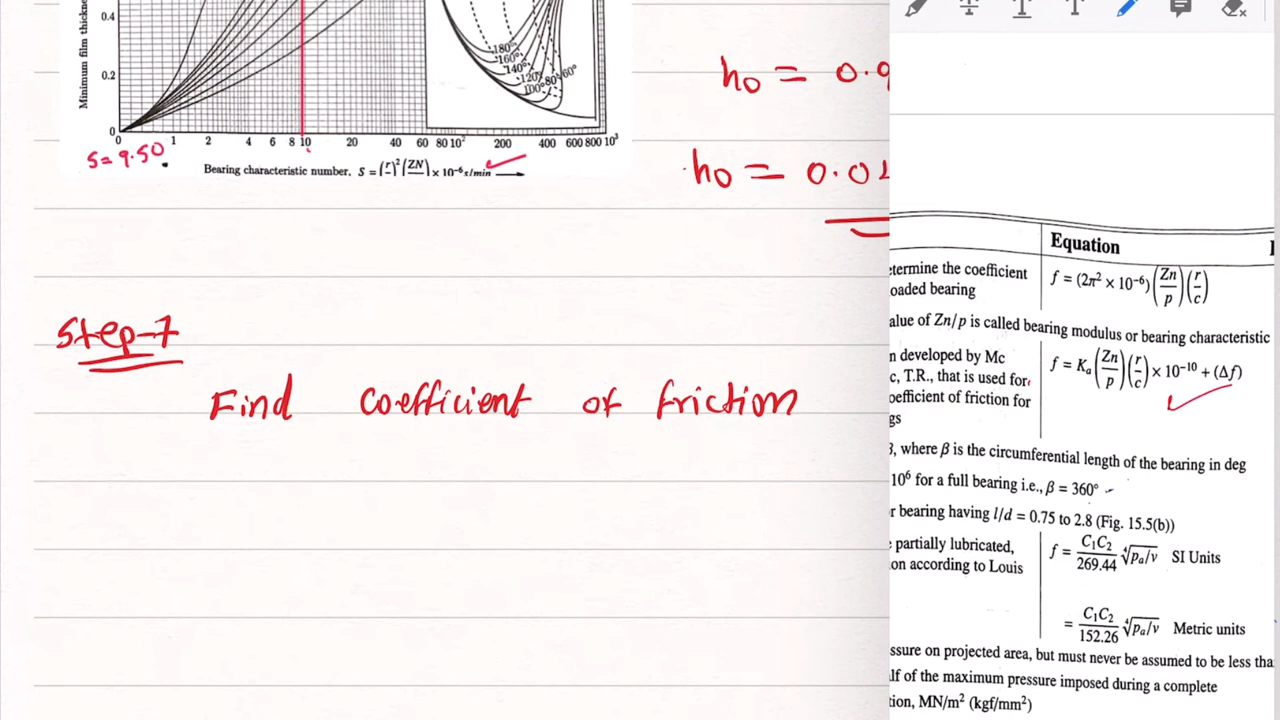 0.4
0.2
0
Minimum film
0 1 2 4 6 8 10 20 40 60 80 10² 200 400 600 800 10³
180°
160°
140°
120°
100° 80° 60°
S = 9.50
Bearing characteristic number, S = (r/)² (ZN/) × 10⁻⁶ s/min
h₀ = 0.9
h₀ = 0.0
Step-7
Find coefficient of friction
Equation
etermine the coefficient
oaded bearing
f = (2π² × 10⁻⁶) (Zn/p) (r/c)
alue of Zn/p is called bearing modulus or bearing characteristic
n developed by Mc
c, T.R., that is used for
oefficient of friction for
gs
f = Kₐ (Zn/p) (r/c) × 10⁻¹⁰ + (Δf)
β, where β is the circumferential length of the bearing in deg
10⁶ for a full bearing i.e., β = 360°
r bearing having l/d = 0.75 to 2.8 (Fig. 15.5(b))
partially lubricated,
on according to Louis
f = C₁C₂/269.44 ∜pₐ/v SI Units
= C₁C₂/152.26 ∜pₐ/v Metric units
ssure on projected area, but must never be assumed to be less tha
lf of the maximum pressure imposed during a complete
tion, MN/m² (kgf/mm²)